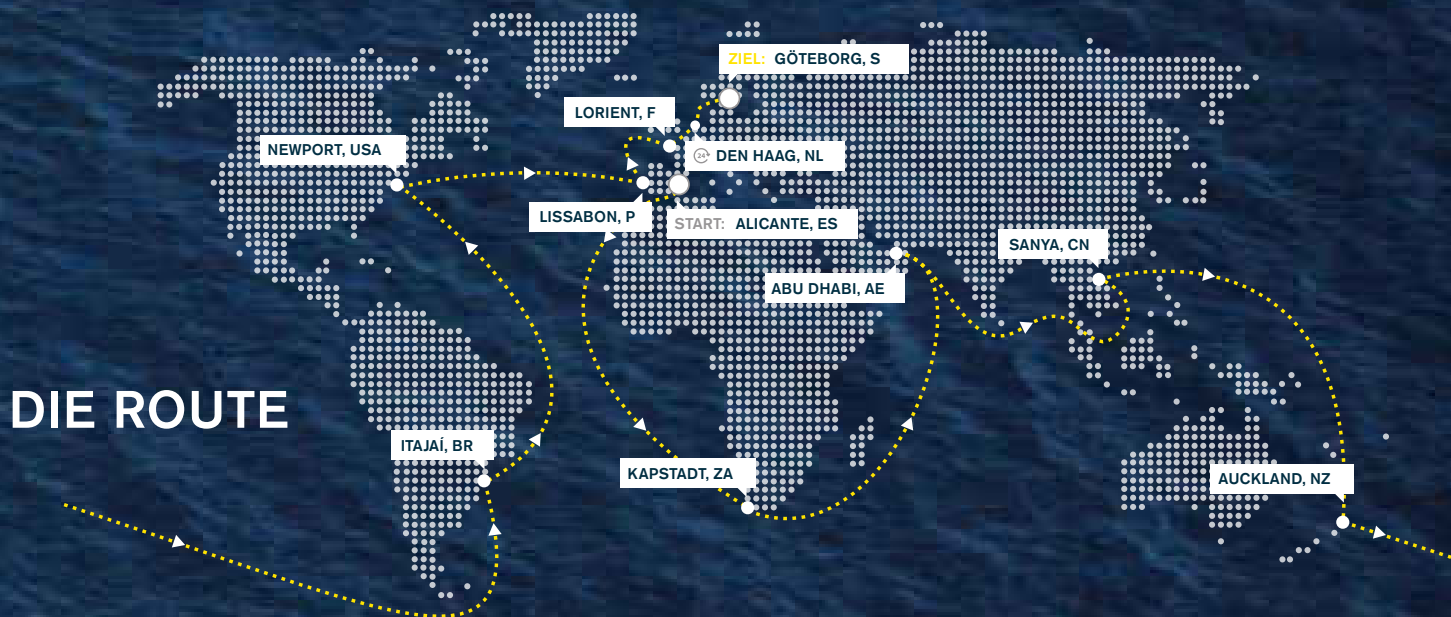 ZIEL: GÖTEBORG, S
LORIENT, F
NEWPORT, USA
24h DEN HAAG, NL
LISSABON, P
START: ALICANTE, ES
SANYA, CN
ABU DHABI, AE
DIE ROUTE
ITAJAÍ, BR
KAPSTADT, ZA
AUCKLAND, NZ